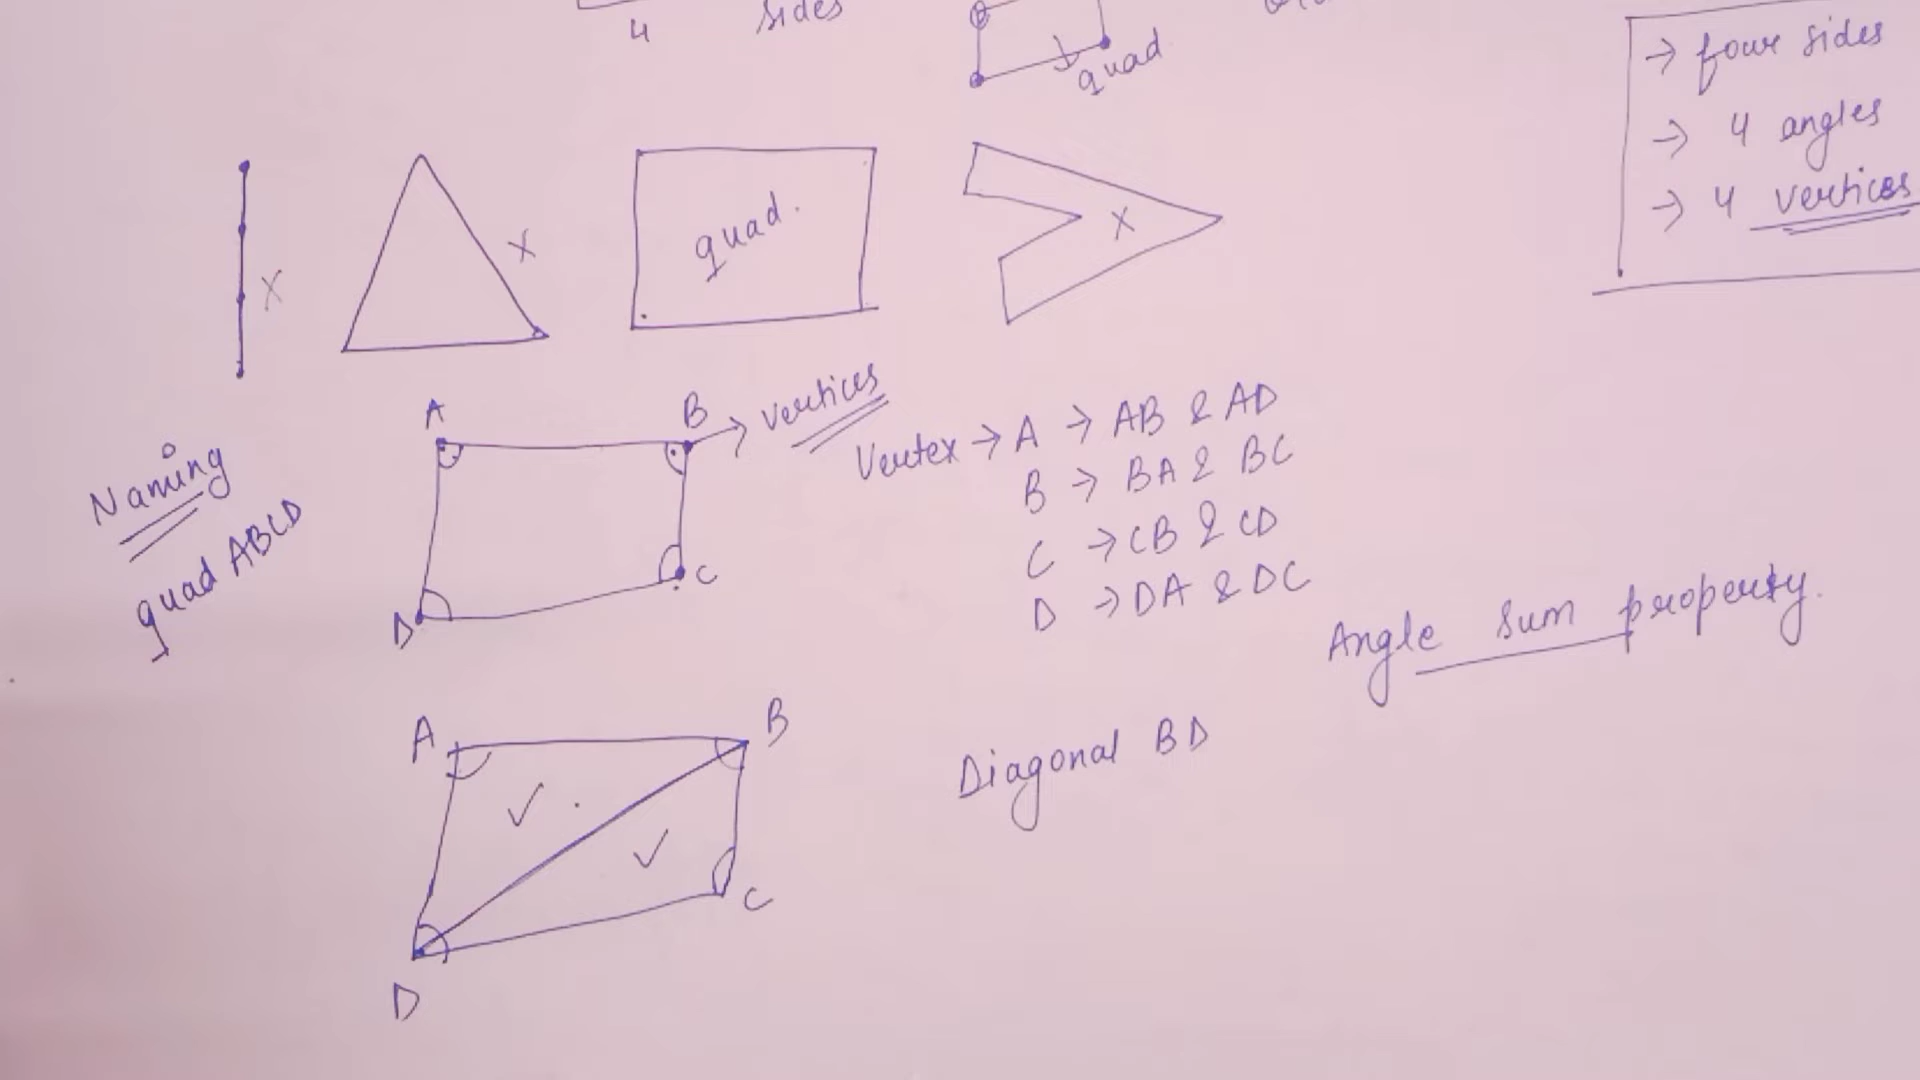 4 sides
quad
→ four sides
→ 4 angles
→ 4 vertices
X
X
quad.
X
Naming
quad ABCD
A
B → vertices
C
D
Vertex → A → AB & AD
B → BA & BC
C → CB & CD
D → DA & DC
Angle sum property.
A
B
C
D
Diagonal BD